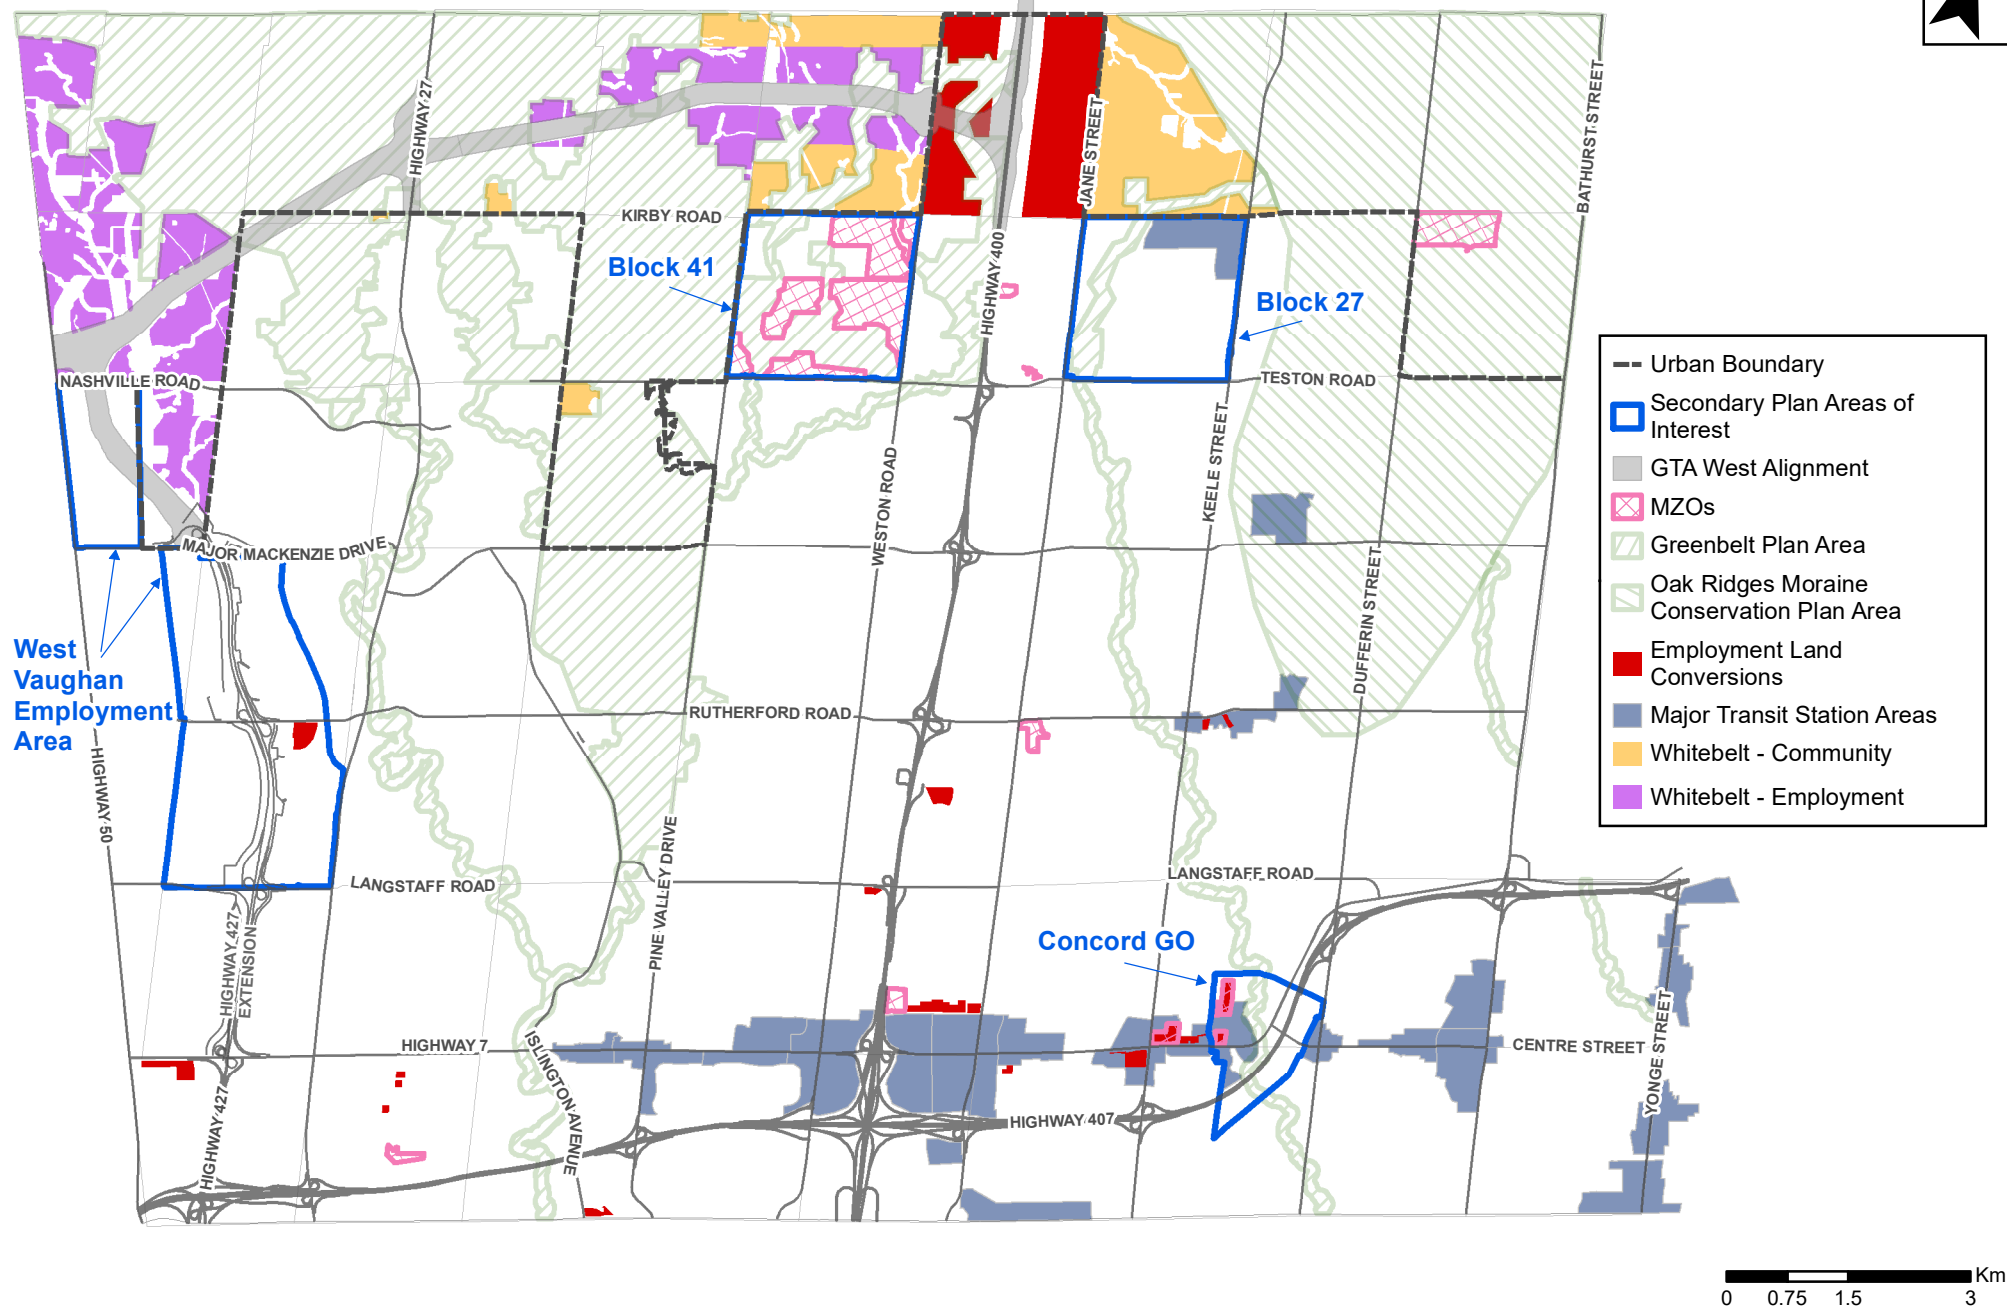 HIGHWAY 27
JANE STREET
BATHURST STREET
KIRBY ROAD
Block 41
HIGHWAY 400
Block 27
NASHVILLE ROAD
TESTON ROAD
Urban Boundary
Secondary Plan Areas of
Interest
GTA West Alignment
MZOs
Greenbelt Plan Area
Oak Ridges Moraine
Conservation Plan Area
Employment Land
Conversions
Major Transit Station Areas
Whitebelt - Community
Whitebelt - Employment
WESTON ROAD
KEELE STREET
MAJOR MACKENZIE DRIVE
DUFFERIN STREET
West
Vaughan
Employment
Area
RUTHERFORD ROAD
HIGHWAY 50
PINE VALLEY DRIVE
LANGSTAFF ROAD
LANGSTAFF ROAD
HIGHWAY 427
EXTENSION
Concord GO
HIGHWAY 7
ISLINGTON AVENUE
CENTRE STREET
YONGE STREET
HIGHWAY 427
HIGHWAY 407
Km
0 0.75 1.5 3